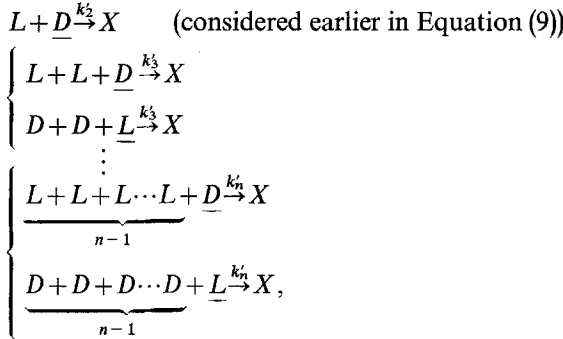 L + D →k′2 X (considered earlier in Equation (9))
L + L + D →k′3 X
D + D + L →k′3 X
⋮
L + L + L ⋯ L + D →k′n X
n − 1
D + D + D ⋯ D + L →k′n X,
n − 1